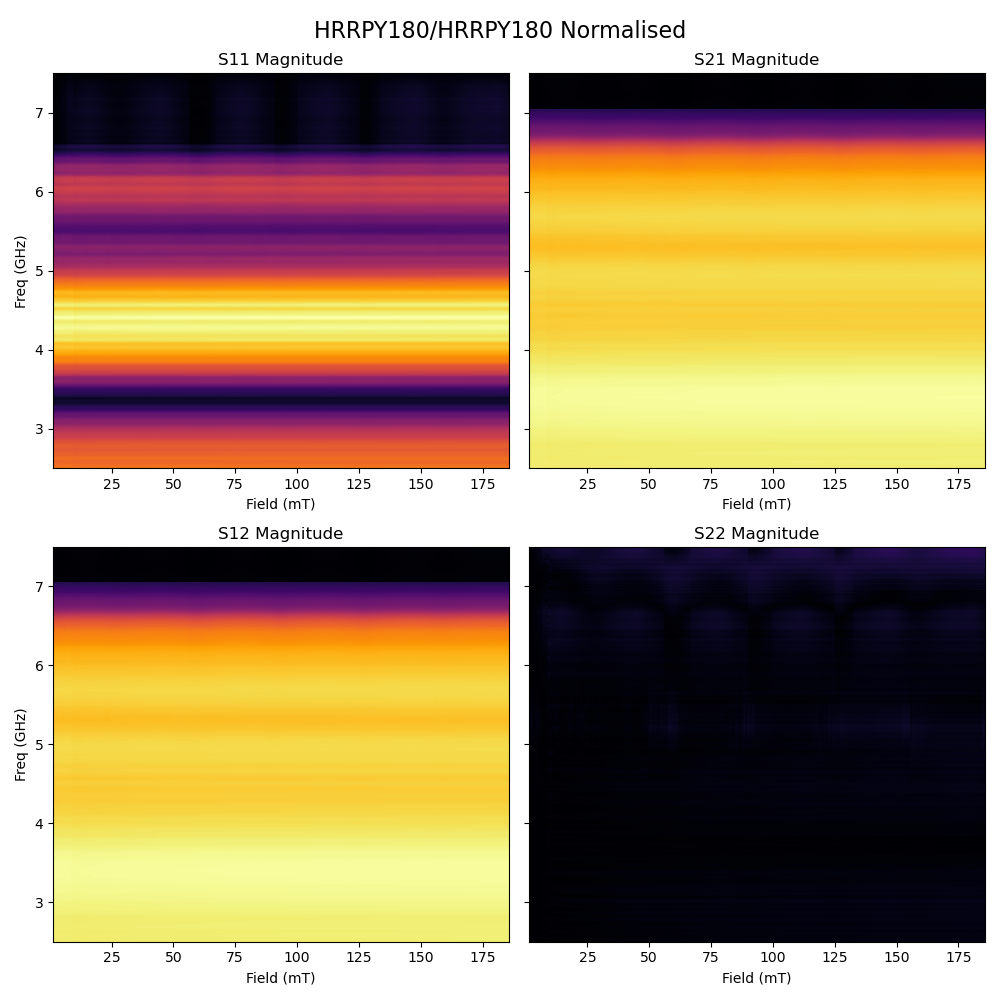 HRRPY180/HRRPY180 Normalised
S11 Magnitude
S21 Magnitude
7
6
5
4
3
Freq (GHz)
25 50 75 100 125 150 175
Field (mT)
25 50 75 100 125 150 175
Field (mT)
S12 Magnitude
S22 Magnitude
7
6
5
4
3
Freq (GHz)
25 50 75 100 125 150 175
Field (mT)
25 50 75 100 125 150 175
Field (mT)